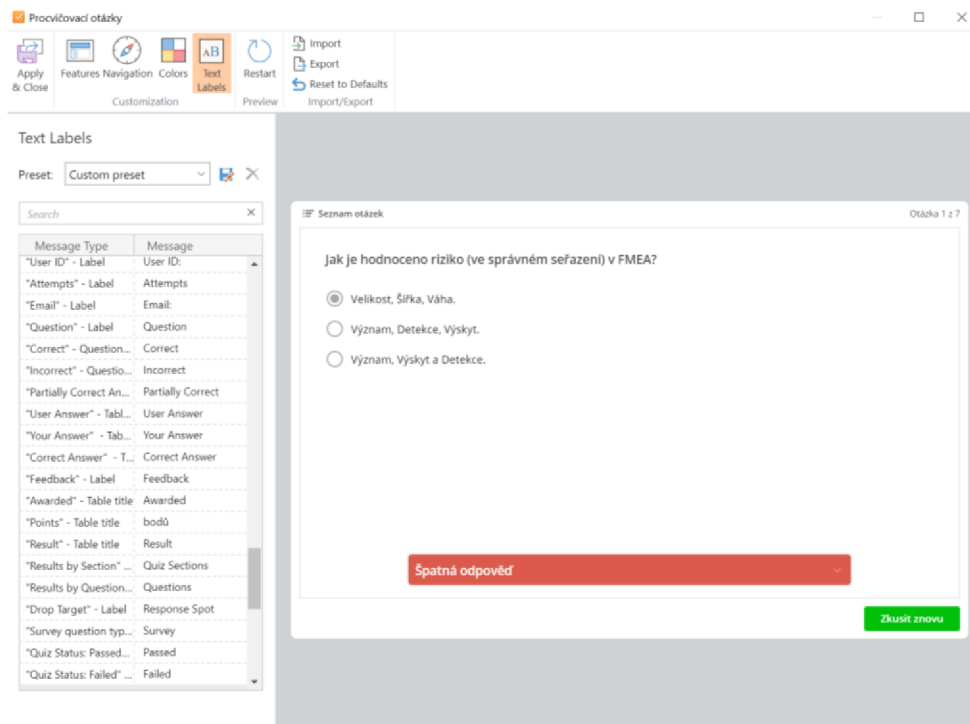 Procvičovací otázky
Apply & Close
Features
Navigation
Colors
Text Labels
Restart
Import
Export
Reset to Defaults
Customization
Preview
Import/Export
Text Labels
Preset:
Custom preset
Search
Message Type Message
"User ID" - Label User ID:
"Attempts" - Label Attempts
"Email" - Label Email:
"Question" - Label Question
"Correct" - Question... Correct
"Incorrect" - Questio... Incorrect
"Partially Correct An... Partially Correct
"User Answer" - Tabl... User Answer
"Your Answer" - Tab... Your Answer
"Correct Answer" - T... Correct Answer
"Feedback" - Label Feedback
"Awarded" - Table title Awarded
"Points" - Table title bodů
"Result" - Table title Result
"Results by Section" ... Quiz Sections
"Results by Question... Questions
"Drop Target" - Label Response Spot
"Survey question typ... Survey
"Quiz Status: Passed... Passed
"Quiz Status: Failed" ... Failed
Seznam otázek
Otázka 1 z 7
Jak je hodnoceno riziko (ve správném seřazení) v FMEA?
Velikost, Šířka, Váha.
Význam, Detekce, Výskyt.
Význam, Výskyt a Detekce.
Špatná odpověď
Zkusit znovu